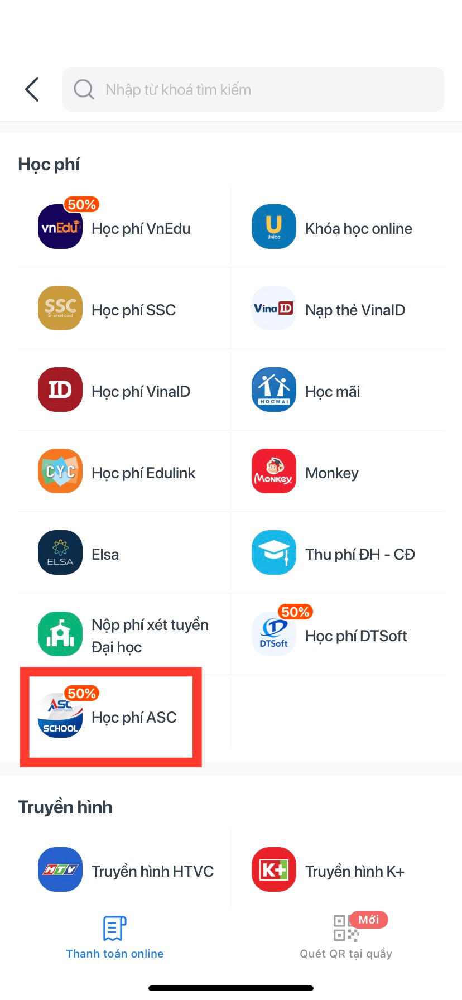 Nhập từ khoá tìm kiếm
Học phí
50%
vnEdu
Học phí VnEdu
U
Unica
Khóa học online
SSC
S - smart card
Học phí SSC
Vina ID
Nạp thẻ VinaID
ID
Học phí VinaID
HOCMAI
Học mãi
CYC
Học phí Edulink
MONKEY
Monkey
ELSA
Elsa
Thu phí ĐH - CĐ
Nộp phí xét tuyển
Đại học
50%
DTSoft
Học phí DTSoft
50%
ASC
SCHOOL
Học phí ASC
Truyền hình
HTV
Truyền hình HTVC
K+
Truyền hình K+
Thanh toán online
Mới
Quét QR tại quầy